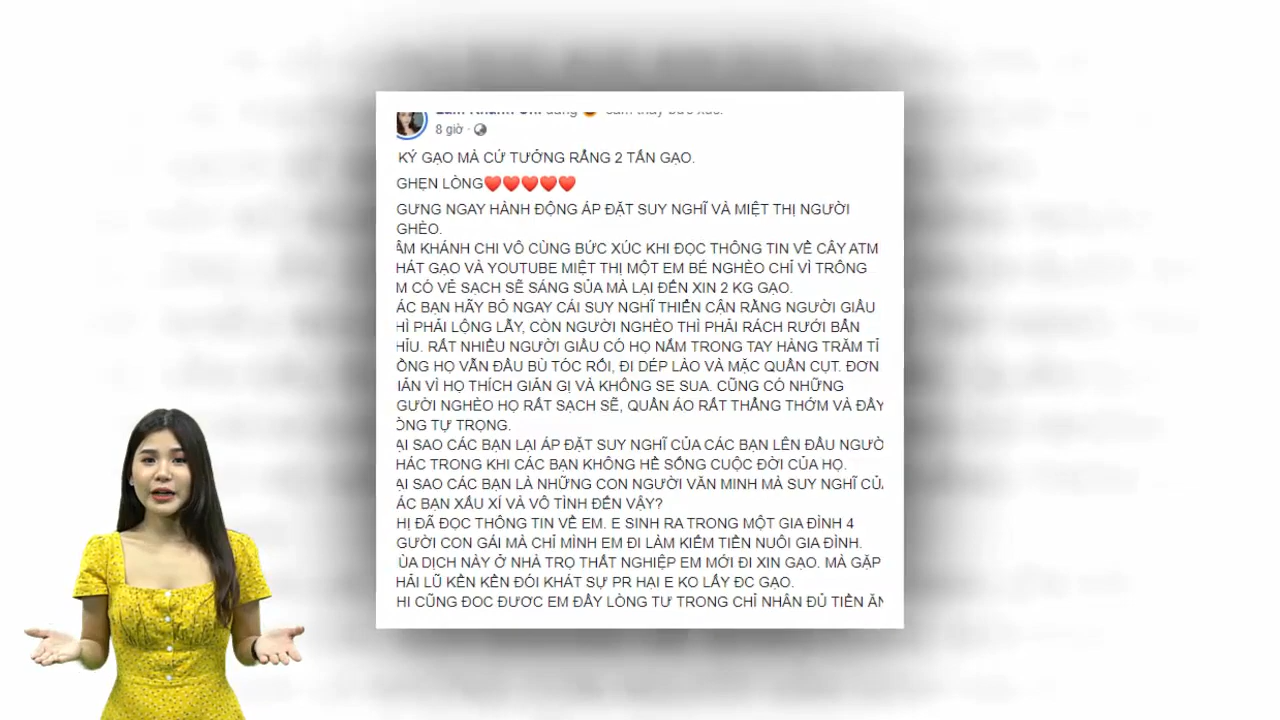 8 giờ ·
KÝ GẠO MÀ CỨ TƯỞNG RẰNG 2 TẤN GẠO.
GHẸN LÒNG❤❤❤❤❤
GƯNG NGAY HÀNH ĐỘNG ÁP ĐẶT SUY NGHĨ VÀ MIỆT THỊ NGƯỜI
GHÈO.
ÂM KHÁNH CHI VÔ CÙNG BỨC XÚC KHI ĐỌC THÔNG TIN VỀ CÂY ATM
HÁT GẠO VÀ YOUTUBE MIỆT THỊ MỘT EM BÉ NGHÈO CHỈ VÌ TRÔNG
M CÓ VẺ SẠCH SẼ SÁNG SỦA MÀ LẠI ĐẾN XIN 2 KG GẠO.
ÁC BẠN HÃY BỎ NGAY CÁI SUY NGHĨ THIỂN CẬN RẰNG NGƯỜI GIẦU
HÌ PHẢI LỘNG LẪY, CÒN NGƯỜI NGHÈO THÌ PHẢI RÁCH RƯỚI BẨN
HỈU. RẤT NHIỀU NGƯỜI GIẦU CÓ HỌ NẮM TRONG TAY HÀNG TRĂM TỈ
ỒNG HỌ VẪN ĐẦU BÙ TÓC RỐI, ĐI DÉP LÀO VÀ MẶC QUẦN CỤT. ĐƠN
IẢN VÌ HỌ THÍCH GIẢN GỊ VÀ KHÔNG SE SUA. CŨNG CÓ NHỮNG
GƯỜI NGHÈO HỌ RẤT SẠCH SẼ, QUẦN ÁO RẤT THẲNG THỚM VÀ ĐẦY
ÒNG TỰ TRỌNG.
ẠI SAO CÁC BẠN LẠI ÁP ĐẶT SUY NGHĨ CỦA CÁC BẠN LÊN ĐẦU NGƯỜ
HÁC TRONG KHI CÁC BẠN KHÔNG HỀ SỐNG CUỘC ĐỜI CỦA HỌ.
ẠI SAO CÁC BẠN LÀ NHỮNG CON NGƯỜI VĂN MINH MÀ SUY NGHĨ CỦA
ÁC BẠN XẤU XÍ VÀ VÔ TÌNH ĐẾN VẬY?
HỊ ĐÃ ĐỌC THÔNG TIN VỀ EM. E SINH RA TRONG MỘT GIA ĐÌNH 4
GƯỜI CON GÁI MÀ CHỈ MÌNH EM ĐI LÀM KIẾM TIỀN NUÔI GIA ĐÌNH.
ÙA DỊCH NÀY Ở NHÀ TRỌ THẤT NGHIỆP EM MỚI ĐI XIN GẠO. MÀ GẶP
HẢI LŨ KỀN KỀN ĐÓI KHÁT SỰ PR HẠI E KO LẤY ĐC GẠO.
HỊ CŨNG ĐỌC ĐƯỢC EM ĐẦY LÒNG TỰ TRỌNG CHỈ NHẬN ĐỦ TIỀN ĂN